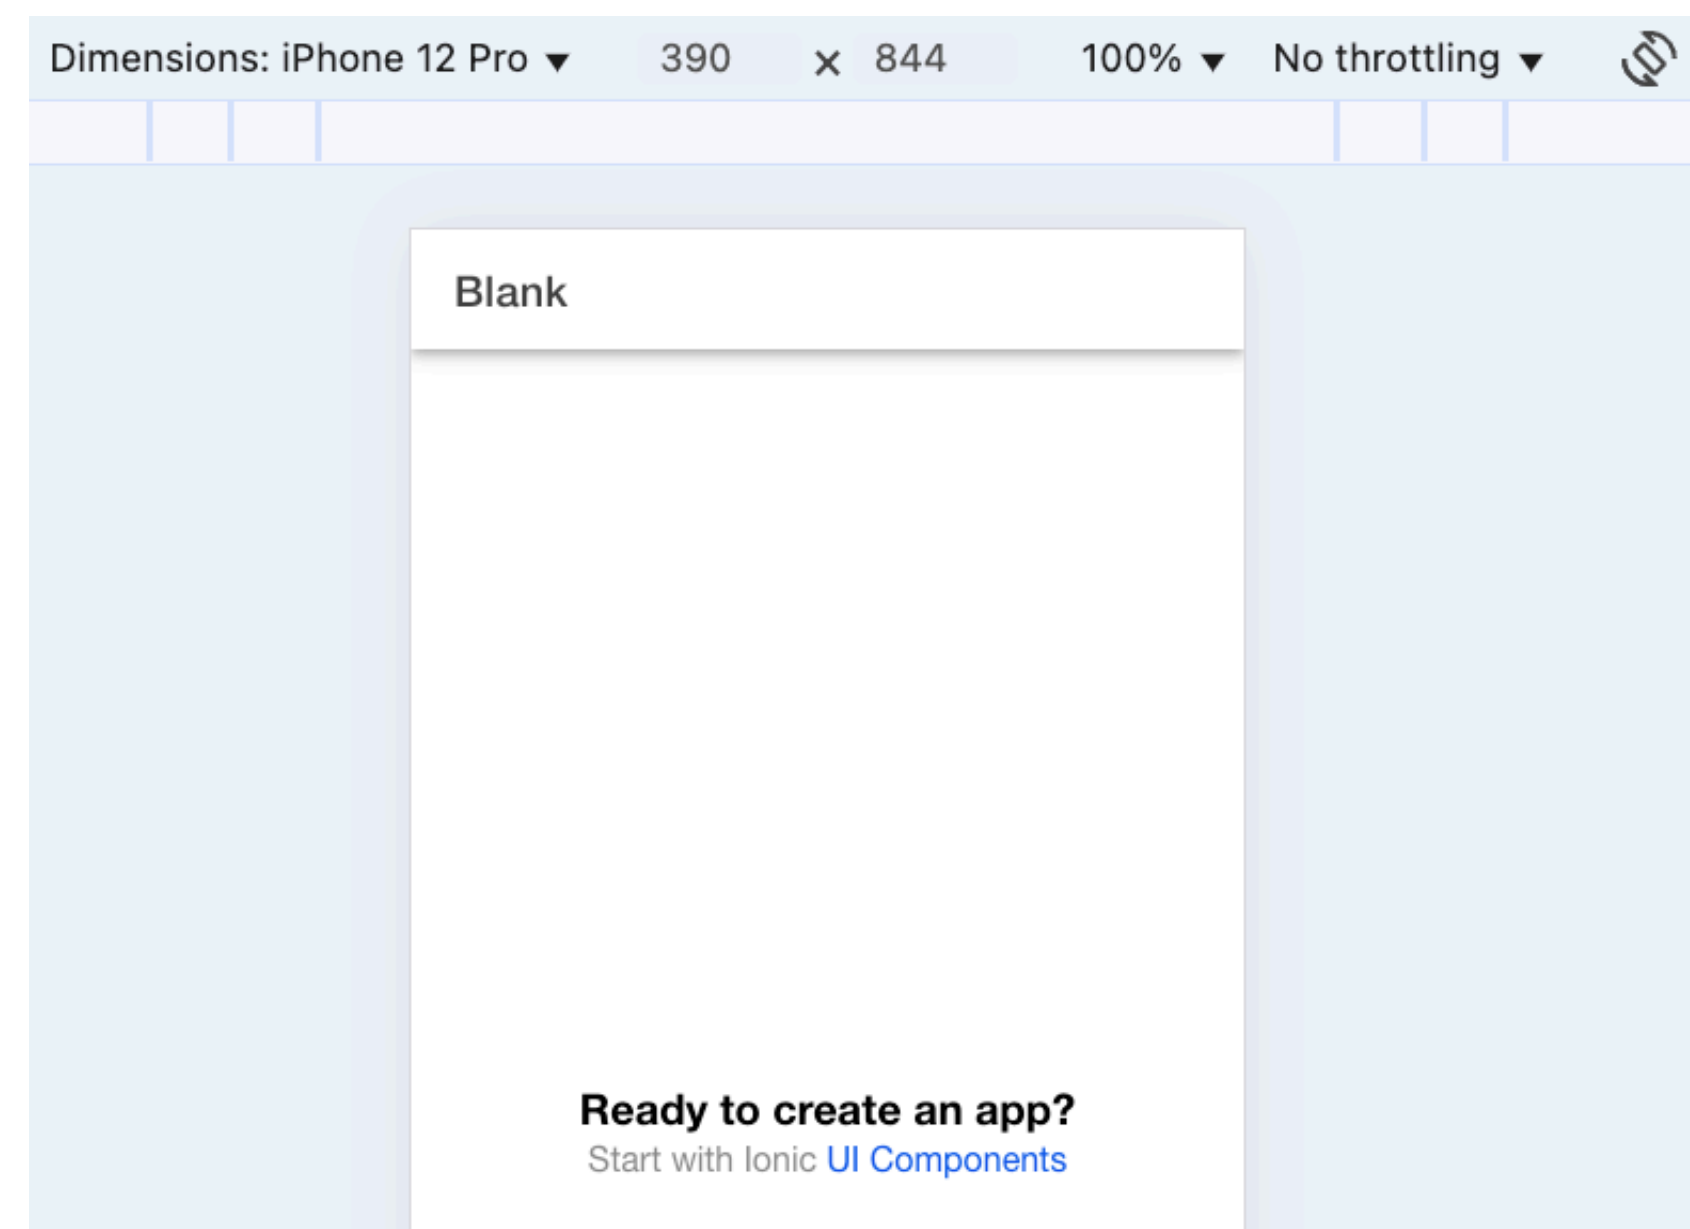 Dimensions: iPhone 12 Pro ▼ 390 × 844 100% ▼ No throttling ▼
Blank
Ready to create an app?
Start with Ionic UI Components